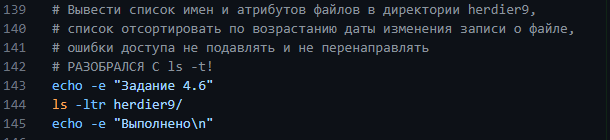 139 # Вывести список имен и атрибутов файлов в директории herdier9,
140 # список отсортировать по возрастанию даты изменения записи о файле,
141 # ошибки доступа не подавлять и не перенаправлять
142 # РАЗОБРАЛСЯ С ls -t!
143 echo -e "Задание 4.6"
144 ls -ltr herdier9/
145 echo -e "Выполнено\n"